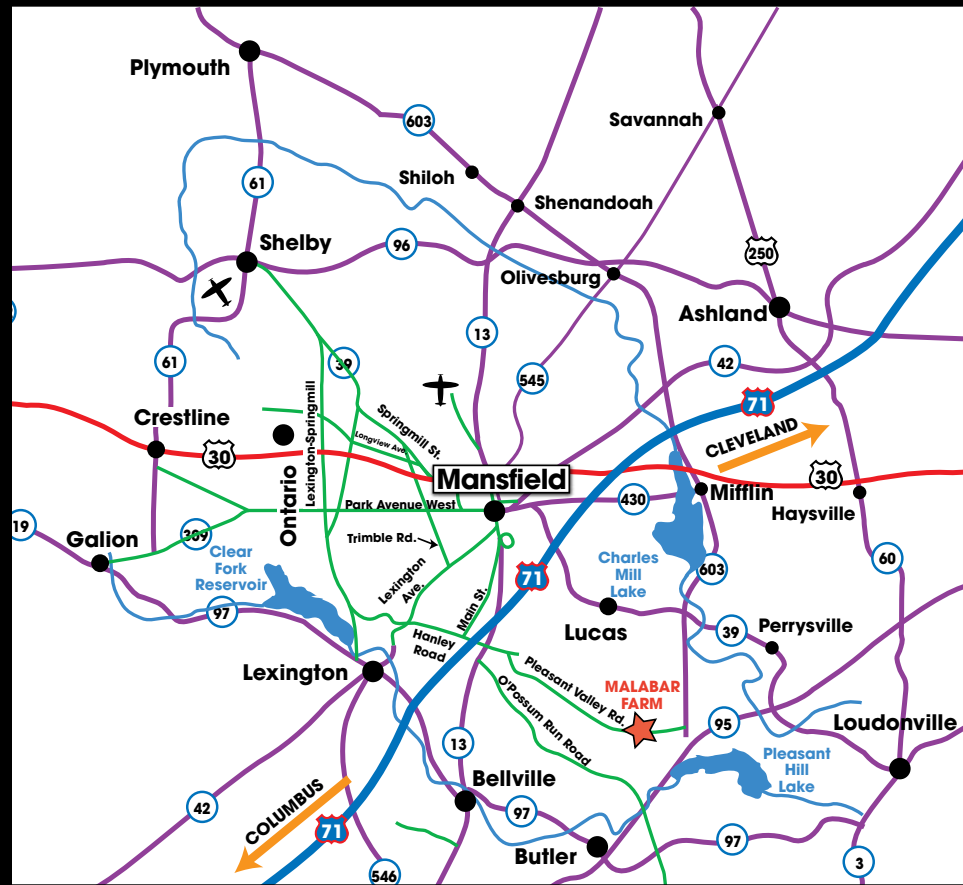 Plymouth
603
Savannah
Shiloh
61
Shenandoah
Shelby
96
250
Olivesburg
Ashland
13
39
61
42
545
71
Crestline
Springmill St.
Lexington-Springmill
Longview Ave.
CLEVELAND
30
Ontario
Mansfield
30
Mifflin
430
Park Avenue West
Haysville
19
309
Galion
Trimble Rd.
Clear
Fork
Reservoir
Charles
Mill
Lake
603
60
71
Lexington
Ave.
Main St.
97
Lucas
39
Perrysville
Hanley
Road
Lexington
Pleasant Valley Rd.
MALABAR
FARM
O'Possum Run Road
95
Loudonville
13
Pleasant
Hill
Lake
Bellville
42
COLUMBUS
71
97
97
Butler
546
3